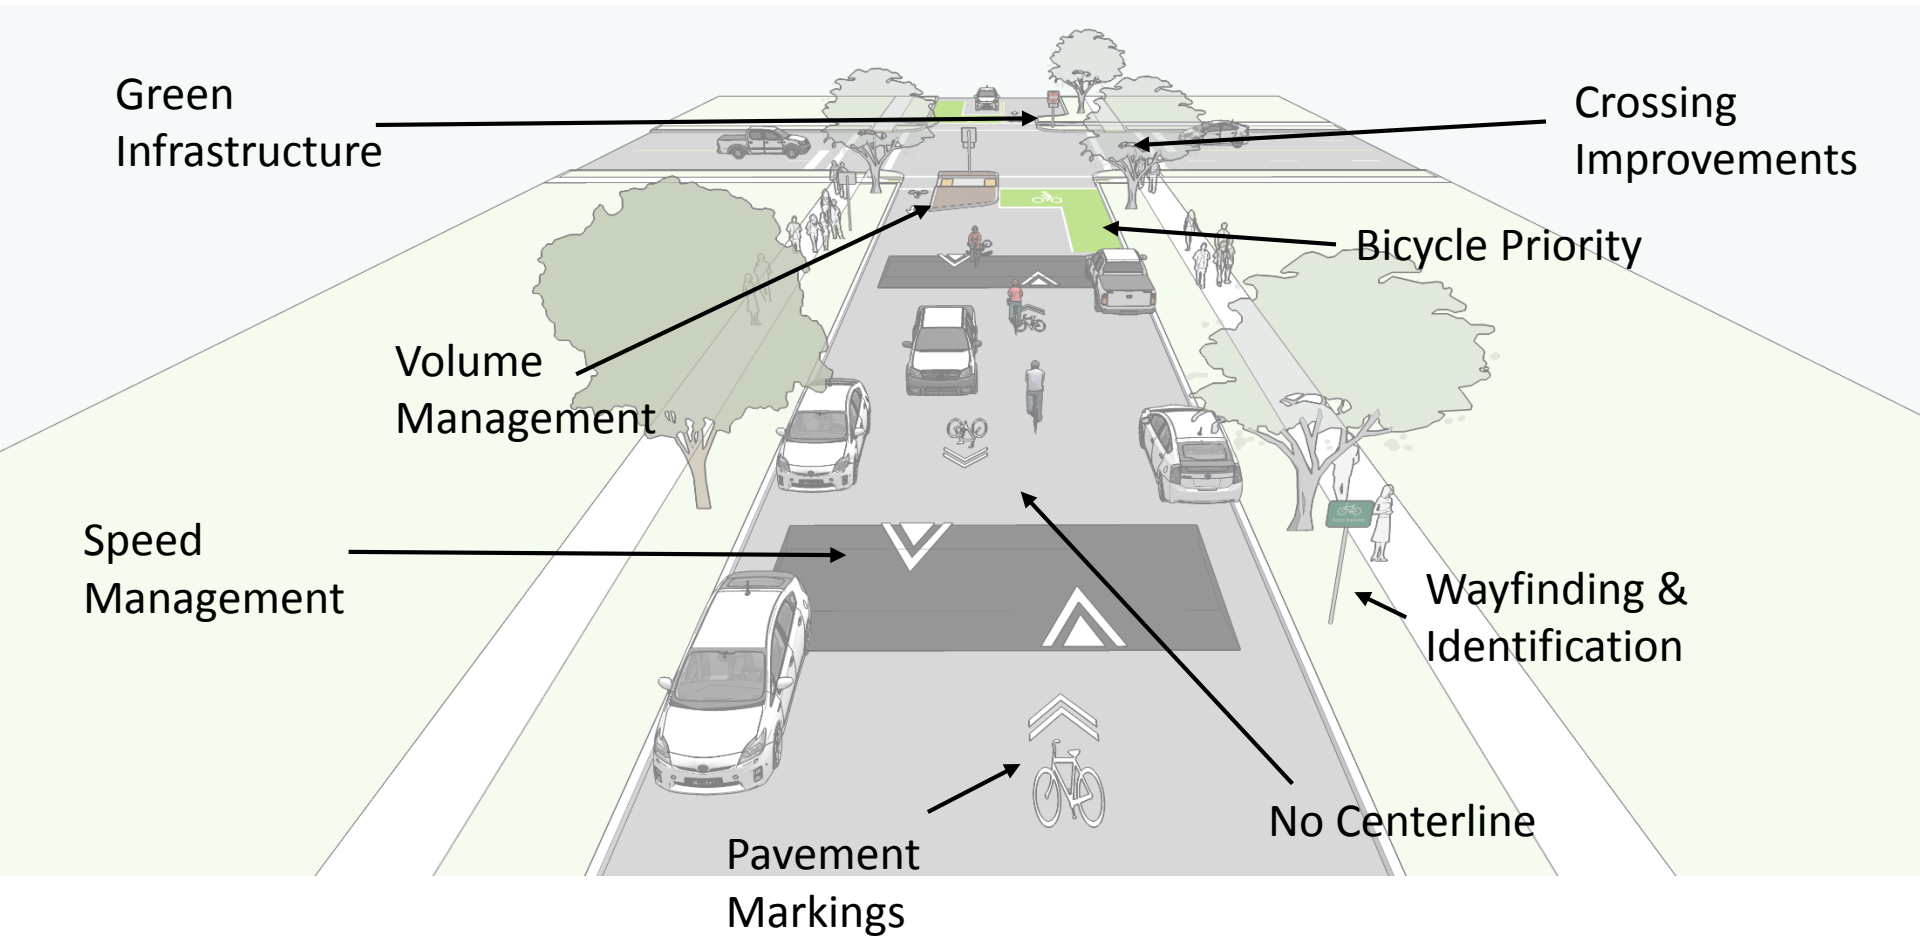 Green
Infrastructure
Crossing
Improvements
Bicycle Priority
Volume
Management
Speed
Management
Wayfinding &
Identification
No Centerline
Pavement
Markings